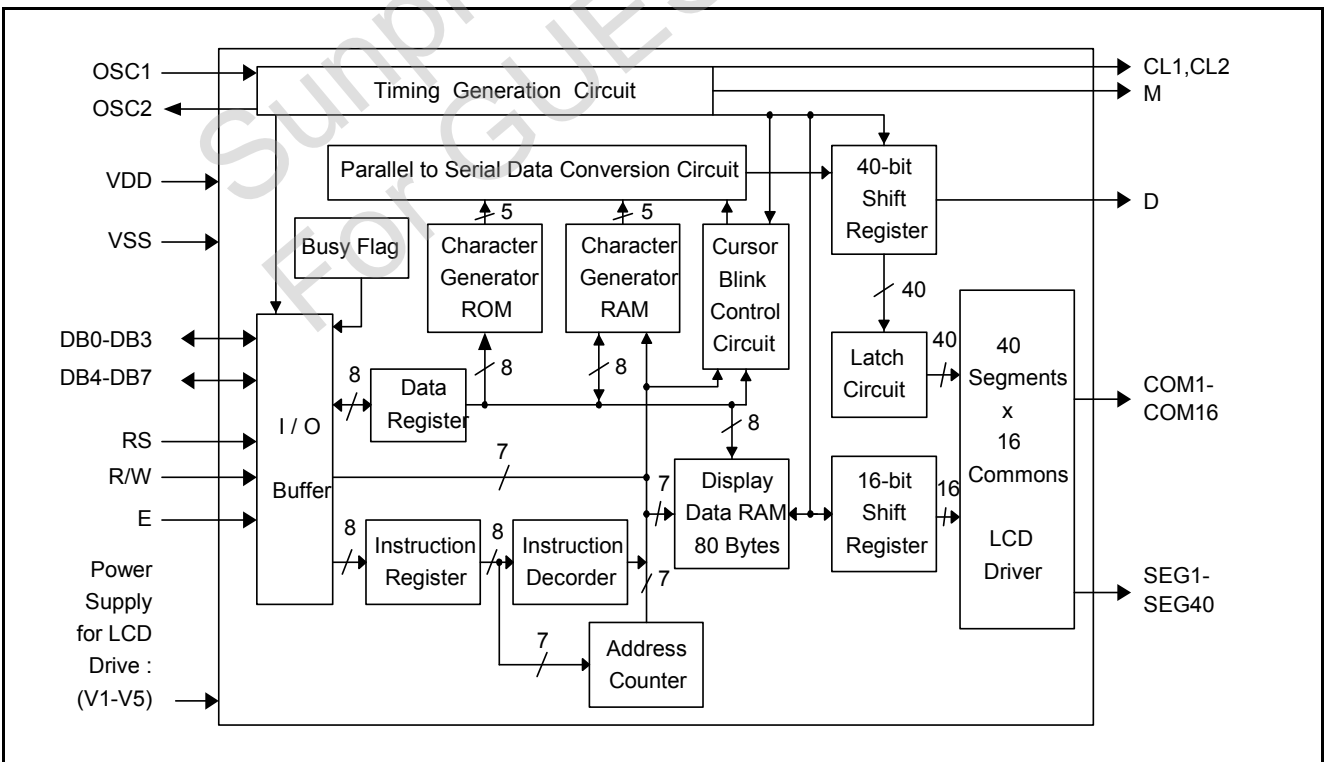 OSC1
OSC2
VDD
VSS
DB0-DB3
DB4-DB7
RS
R/W
E
Power
Supply
for LCD
Drive :
(V1-V5)
Timing Generation Circuit
Parallel to Serial Data Conversion Circuit
5
5
Busy Flag
Character
Generator
ROM
Character
Generator
RAM
Cursor
Blink
Control
Circuit
40-bit
Shift
Register
40
Latch
Circuit
40
I / O
Buffer
8
Data
Register
8
8
8
7
7
Display
Data RAM
80 Bytes
16-bit
Shift
Register
16
40
Segments
x
16
Commons
LCD
Driver
8
Instruction
Register
8
Instruction
Decorder
7
7
Address
Counter
CL1,CL2
M
D
COM1-
COM16
SEG1-
SEG40
For GUES